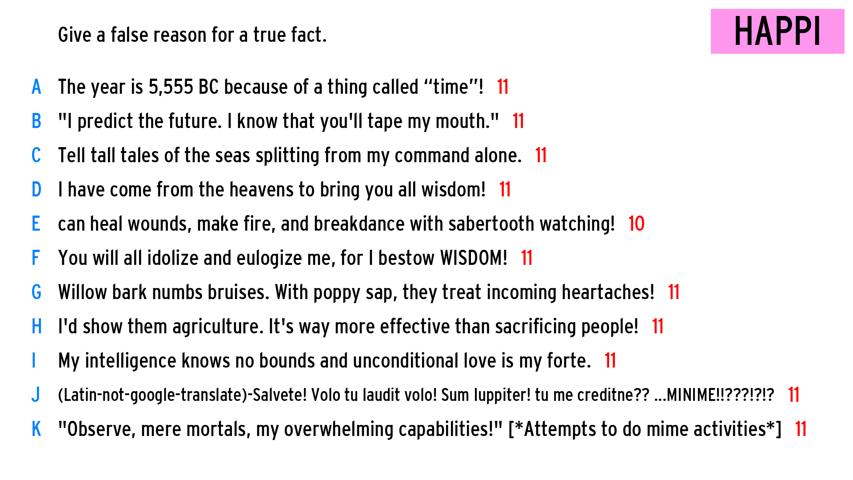 Give a false reason for a true fact.
HAPPI
A The year is 5,555 BC because of a thing called “time”! 11
B "I predict the future. I know that you'll tape my mouth." 11
C Tell tall tales of the seas splitting from my command alone. 11
D I have come from the heavens to bring you all wisdom! 11
E can heal wounds, make fire, and breakdance with sabertooth watching! 10
F You will all idolize and eulogize me, for I bestow WISDOM! 11
G Willow bark numbs bruises. With poppy sap, they treat incoming heartaches! 11
H I'd show them agriculture. It's way more effective than sacrificing people! 11
I My intelligence knows no bounds and unconditional love is my forte. 11
J (Latin-not-google-translate)-Salvete! Volo tu laudit volo! Sum Iuppiter! tu me creditne?? ...MINIME!!???!?!? 11
K "Observe, mere mortals, my overwhelming capabilities!" [*Attempts to do mime activities*] 11